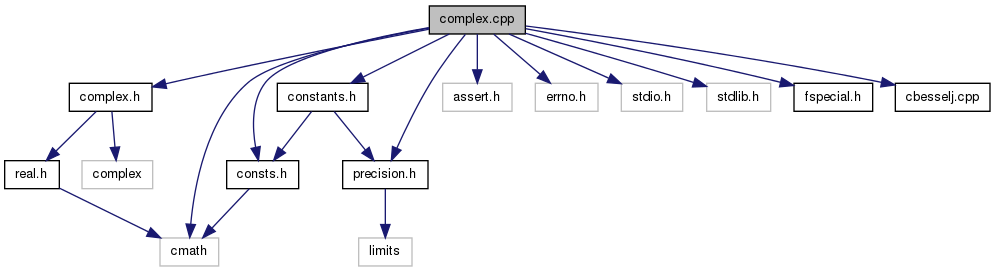 complex.cpp
complex.h
constants.h
assert.h
errno.h
stdio.h
stdlib.h
fspecial.h
cbesselj.cpp
real.h
complex
consts.h
precision.h
cmath
limits